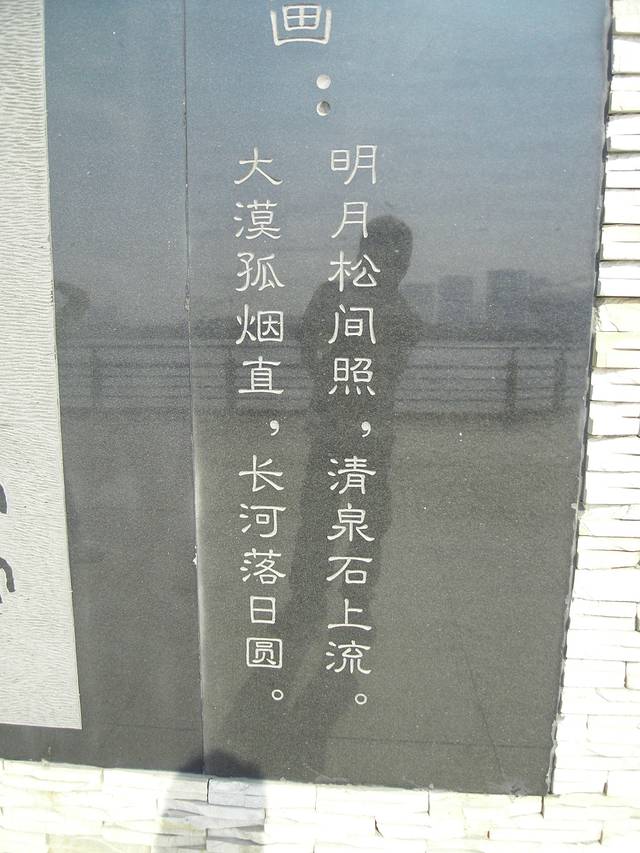 画：
明月松间照，清泉石上流。
大漠孤烟直，长河落日圆。